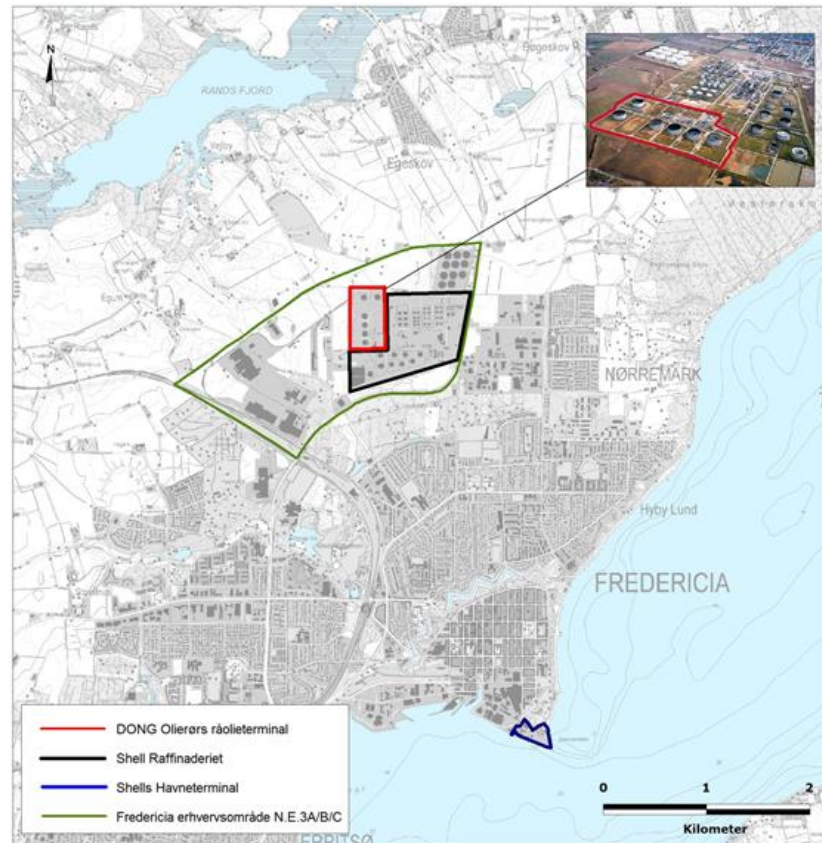 N
RANDS FJORD
Egeskov
NØRREMARK
Hyby Lund
FREDERICIA
DONG Olierørs råolieterminal
Shell Raffinaderiet
Shells Havneterminal
Fredericia erhvervsområde N.E.3A/B/C
0 1 2
Kilometer